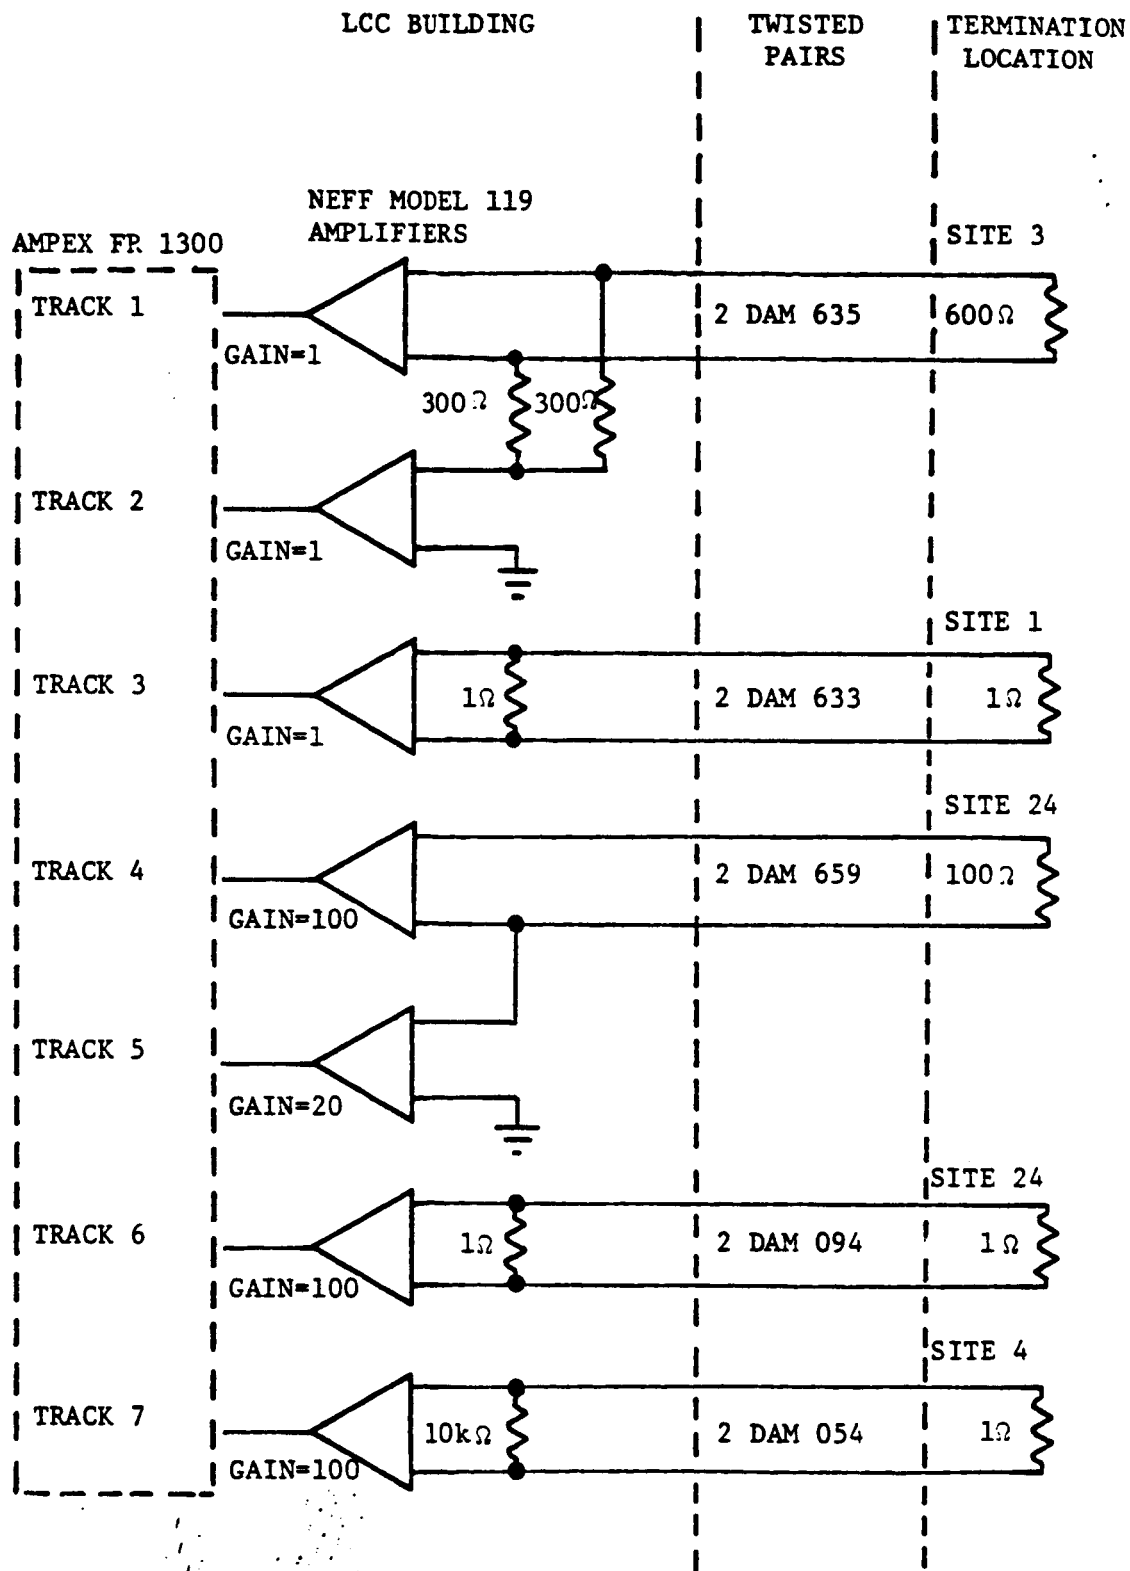 LCC BUILDING
TWISTED
PAIRS
TERMINATION
LOCATION
NEFF MODEL 119
AMPLIFIERS
AMPEX FR 1300
SITE 3
TRACK 1
GAIN=1
2 DAM 635
600Ω
300Ω
300Ω
TRACK 2
GAIN=1
SITE 1
TRACK 3
GAIN=1
1Ω
2 DAM 633
1Ω
SITE 24
TRACK 4
GAIN=100
2 DAM 659
100Ω
TRACK 5
GAIN=20
SITE 24
TRACK 6
GAIN=100
1Ω
2 DAM 094
1Ω
SITE 4
TRACK 7
GAIN=100
10kΩ
2 DAM 054
1Ω